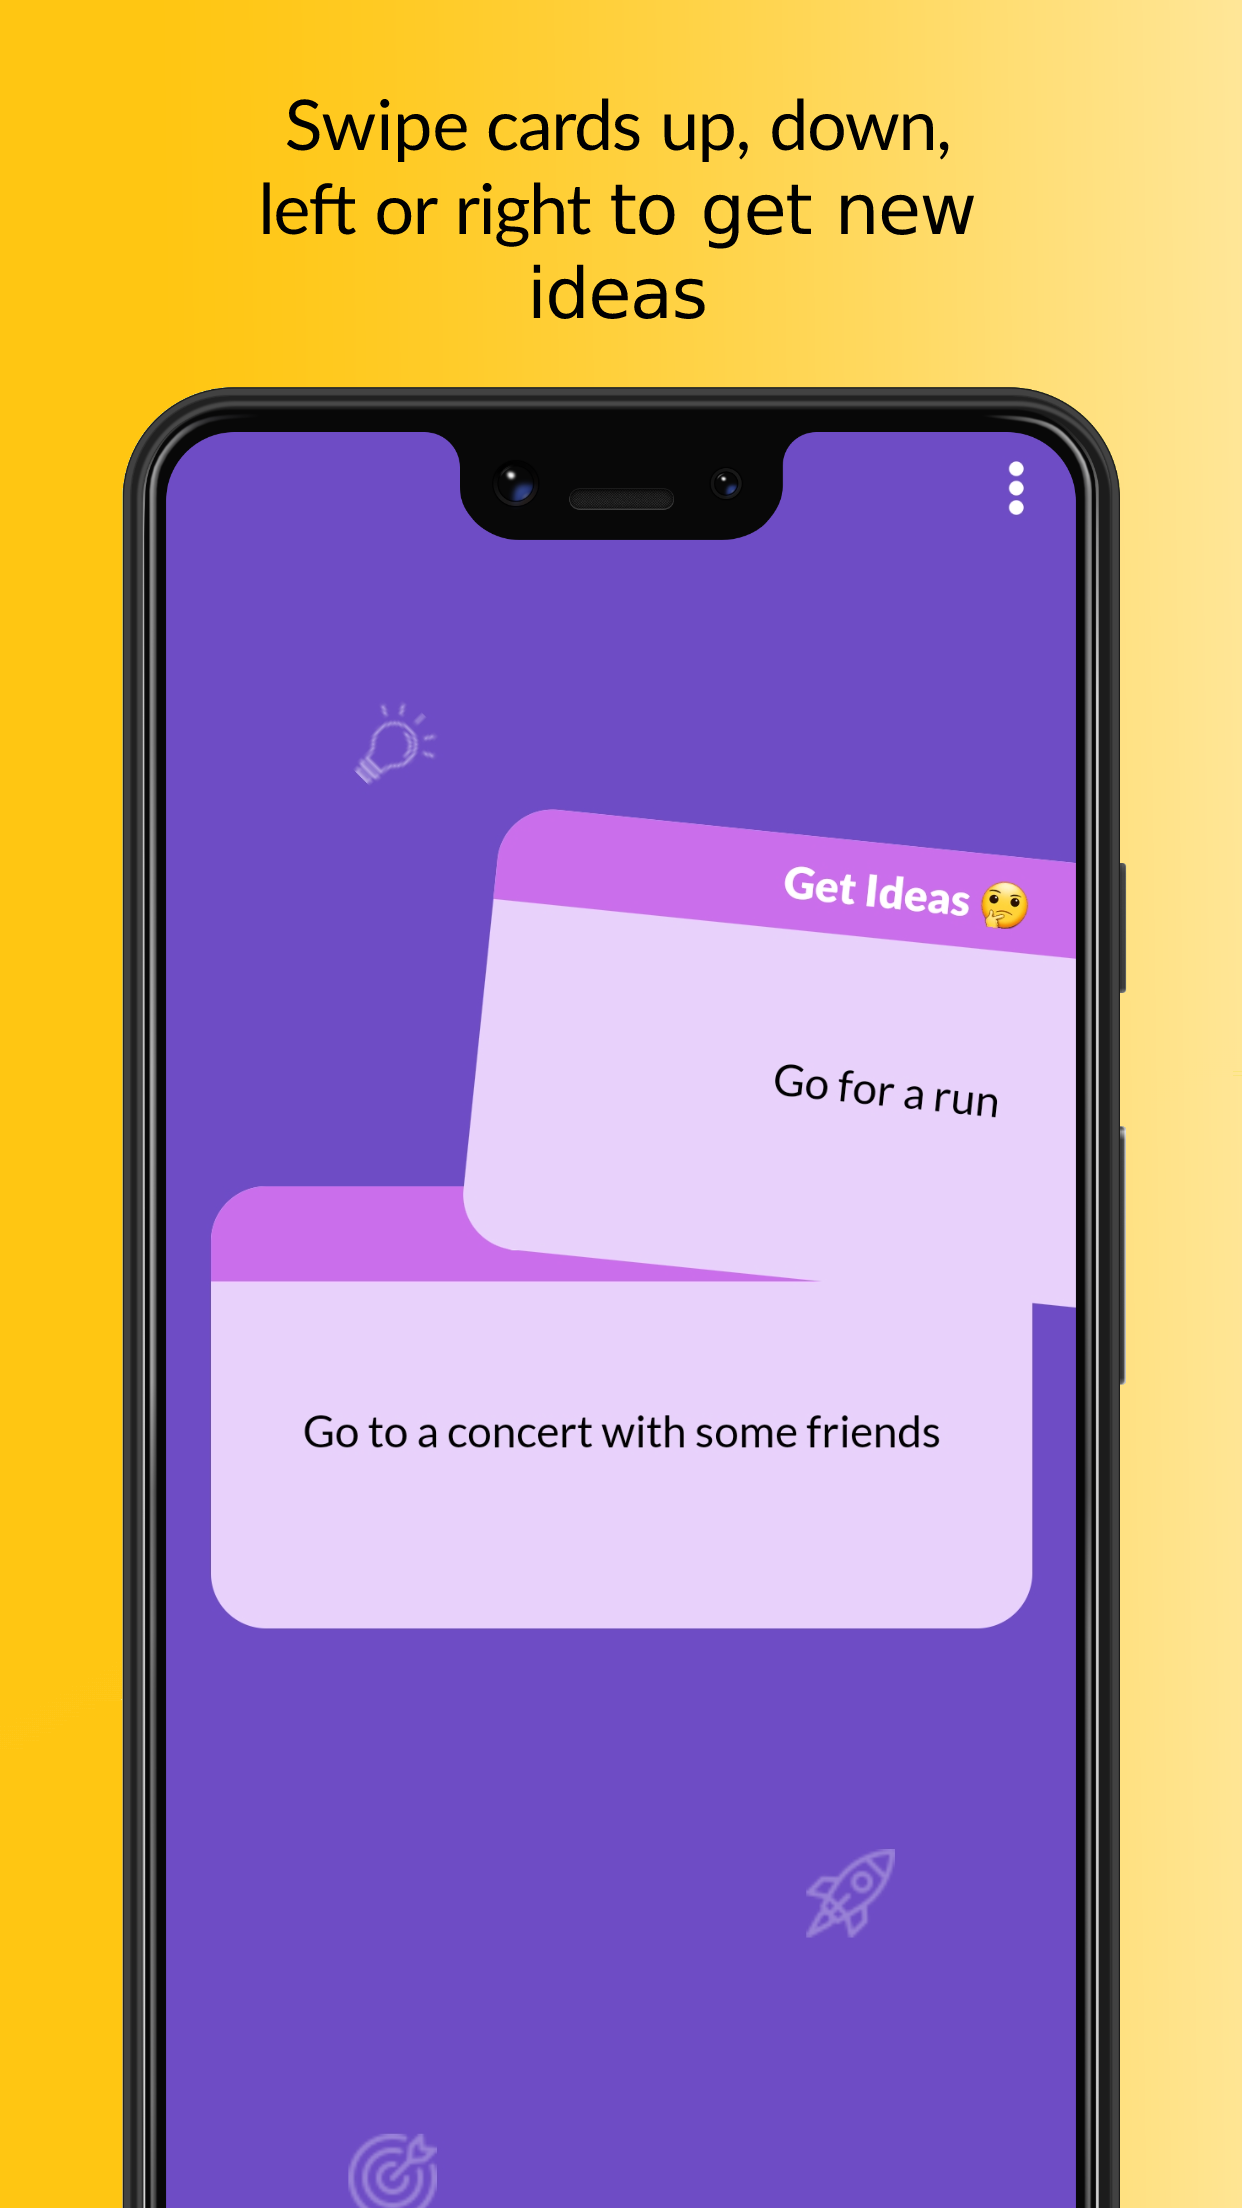 Swipe cards up, down,
left or right to get new
ideas
Get Ideas 🤔
Go for a run
Go to a concert with some friends